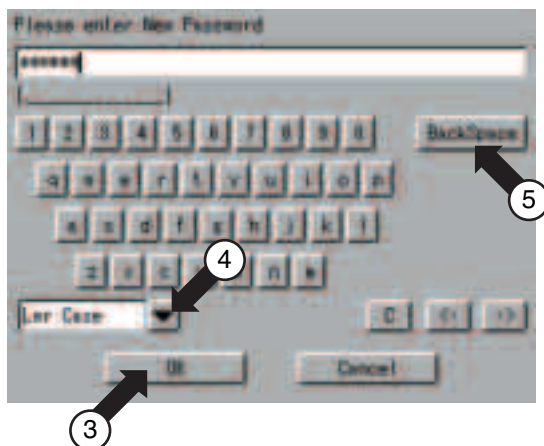 Please enter New Password
******
1 2 3 4 5 6 7 8 9 0
BackSpace
q w e r t y u i o p
5
a s d f g h j k l
4
z x c n m
Lwr Case
C <- ->
OK Cancel
3